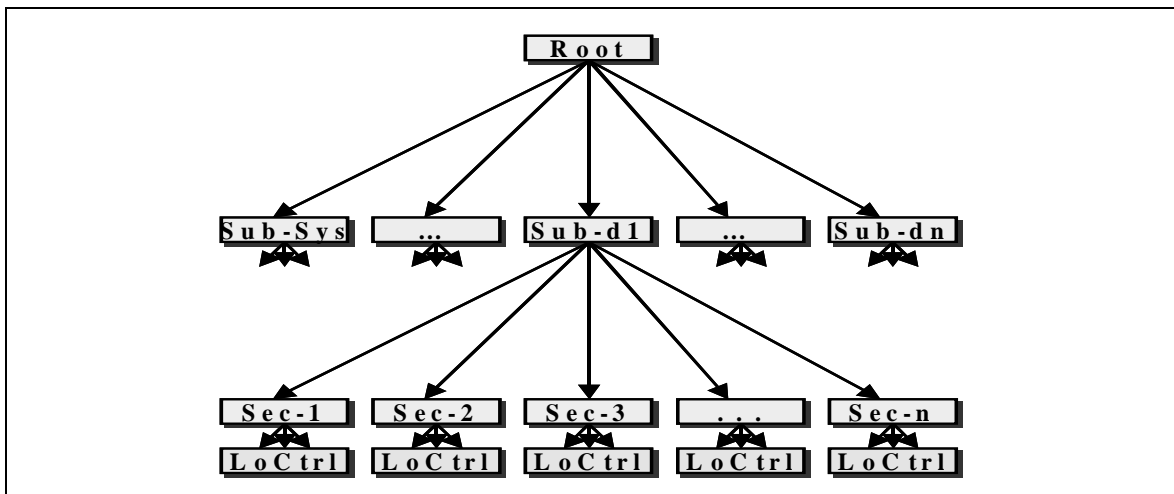 Root
Sub-Sys ... Sub-d1 ... Sub-dn
Sec-1 Sec-2 Sec-3 ... Sec-n
LoCtrl LoCtrl LoCtrl LoCtrl LoCtrl